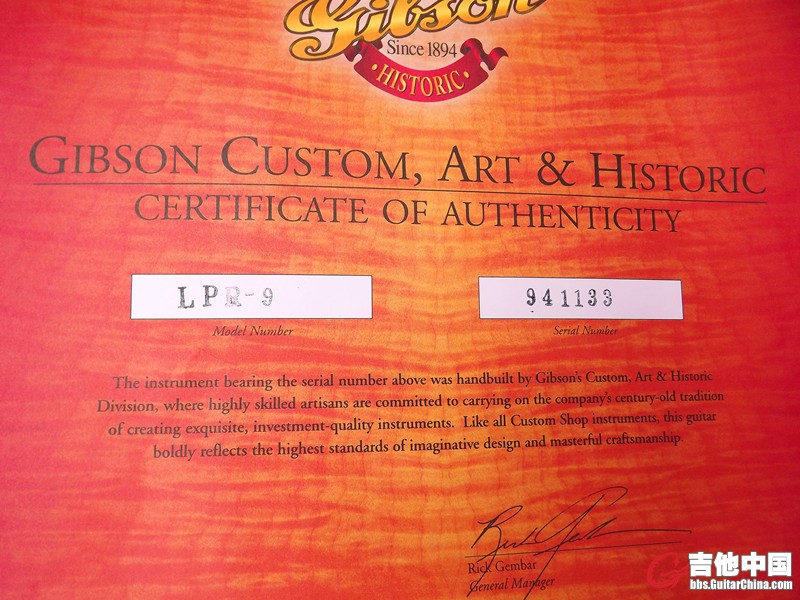 Gibson
Since 1894
• HISTORIC •
GIBSON CUSTOM, ART & HISTORIC
CERTIFICATE OF AUTHENTICITY
LPR-9
941133
Model Number
Serial Number
The instrument bearing the serial number above was handbuilt by Gibson's Custom, Art & Historic
Division, where highly skilled artisans are committed to carrying on the company's century-old tradition
of creating exquisite, investment-quality instruments. Like all Custom Shop instruments, this guitar
boldly reflects the highest standards of imaginative design and masterful craftsmanship.
Rick Gembar
General Manager
吉他中国
bbs.GuitarChina.com